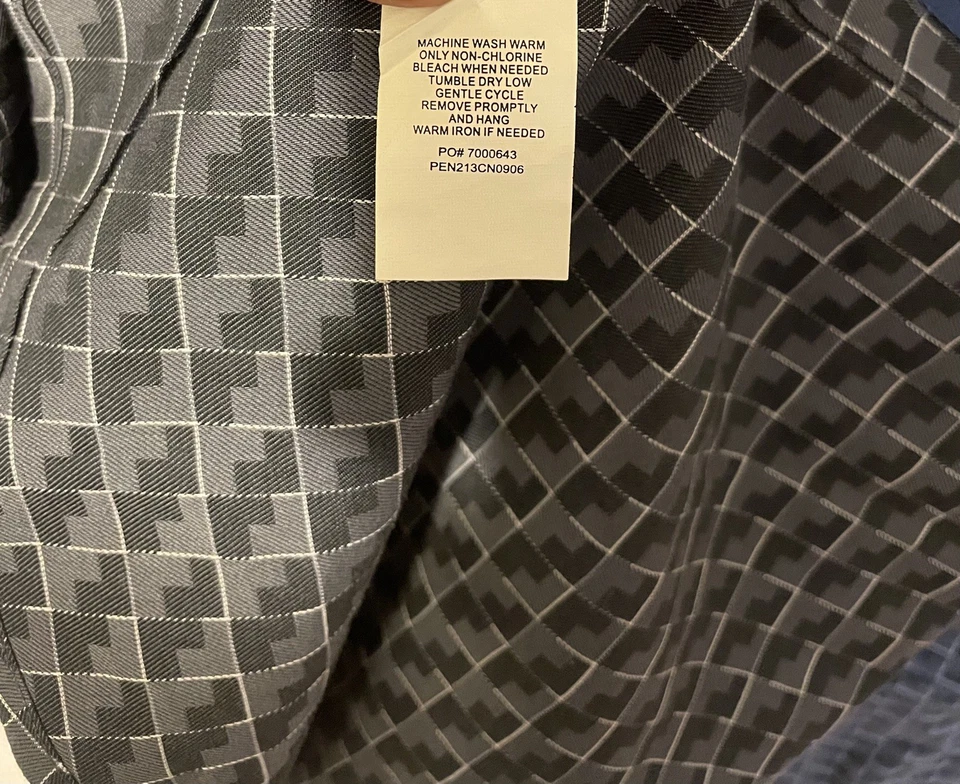 MACHINE WASH WARM
ONLY NON-CHLORINE
BLEACH WHEN NEEDED
TUMBLE DRY LOW
GENTLE CYCLE
REMOVE PROMPTLY
AND HANG
WARM IRON IF NEEDED
PO# 7000643
PEN213CN0906